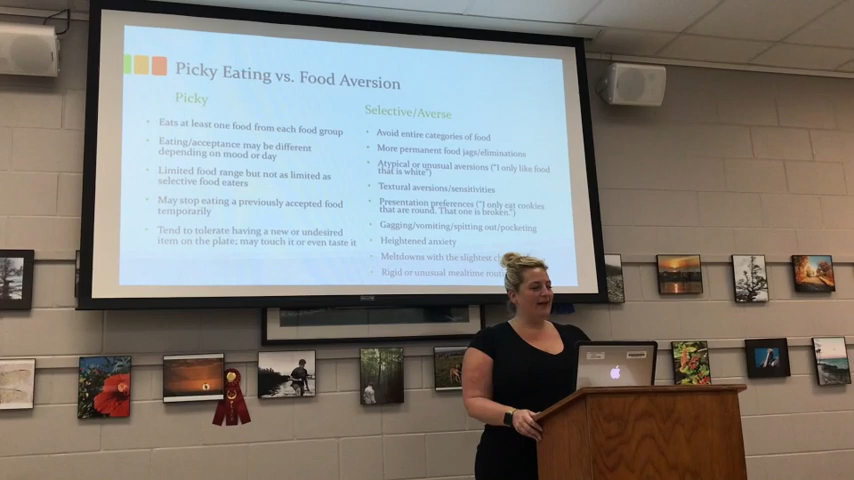 Picky Eating vs. Food Aversion
Picky
Eats at least one food from each food group
Eating/acceptance may be different
depending on mood or day
Limited food range but not as limited as
selective food eaters
May stop eating a previously accepted food
temporarily
Tend to tolerate having a new or undesired
item on the plate; may touch it or even taste it
Selective/Averse
Avoid entire categories of food
More permanent food jags/eliminations
Atypical or unusual aversions ("I only like food
that is white")
Textural aversions/sensitivities
Presentation preferences ("I only eat cookies
that are round. That one is broken.")
Gagging/vomiting/spitting out/pocketing
Heightened anxiety
Meltdowns with the slightest
Rigid or unusual mealtime